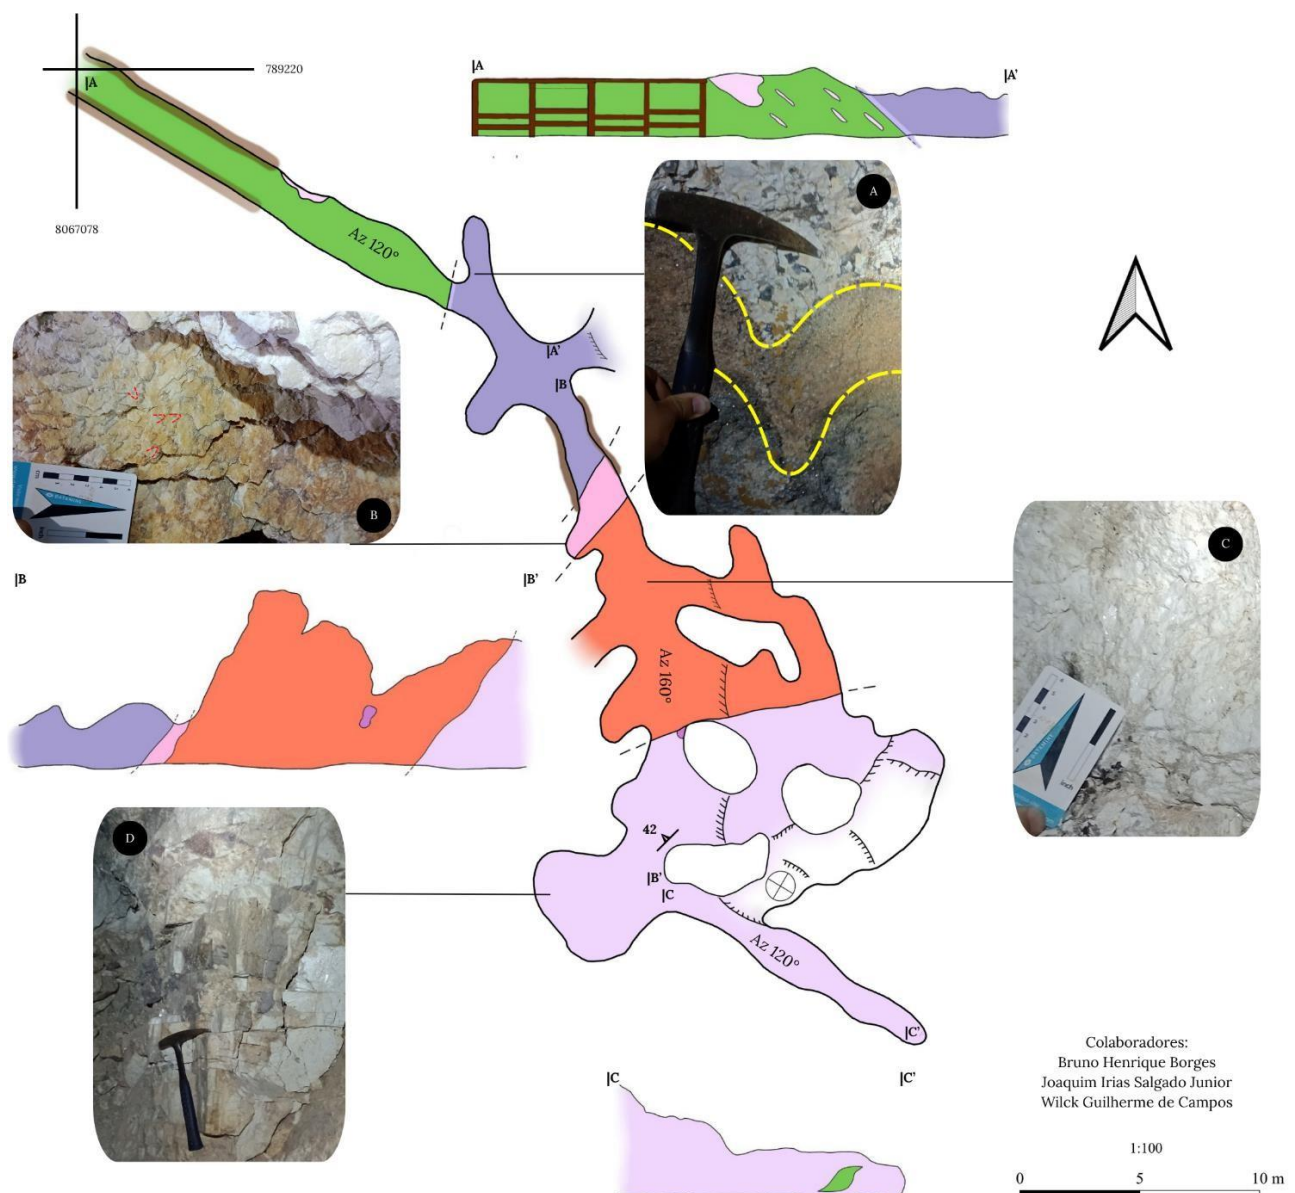 |A
789220
8067078
|A
|A'
A
Az 120°
|A'
|B
B
|B
|B'
C
Az 160°
inch
D
42
|B'
|C
Az 120°
|C'
|C
|C'
Colaboradores:
Bruno Henrique Borges
Joaquim Irias Salgado Junior
Wilck Guilherme de Campos
1:100
0 5 10 m